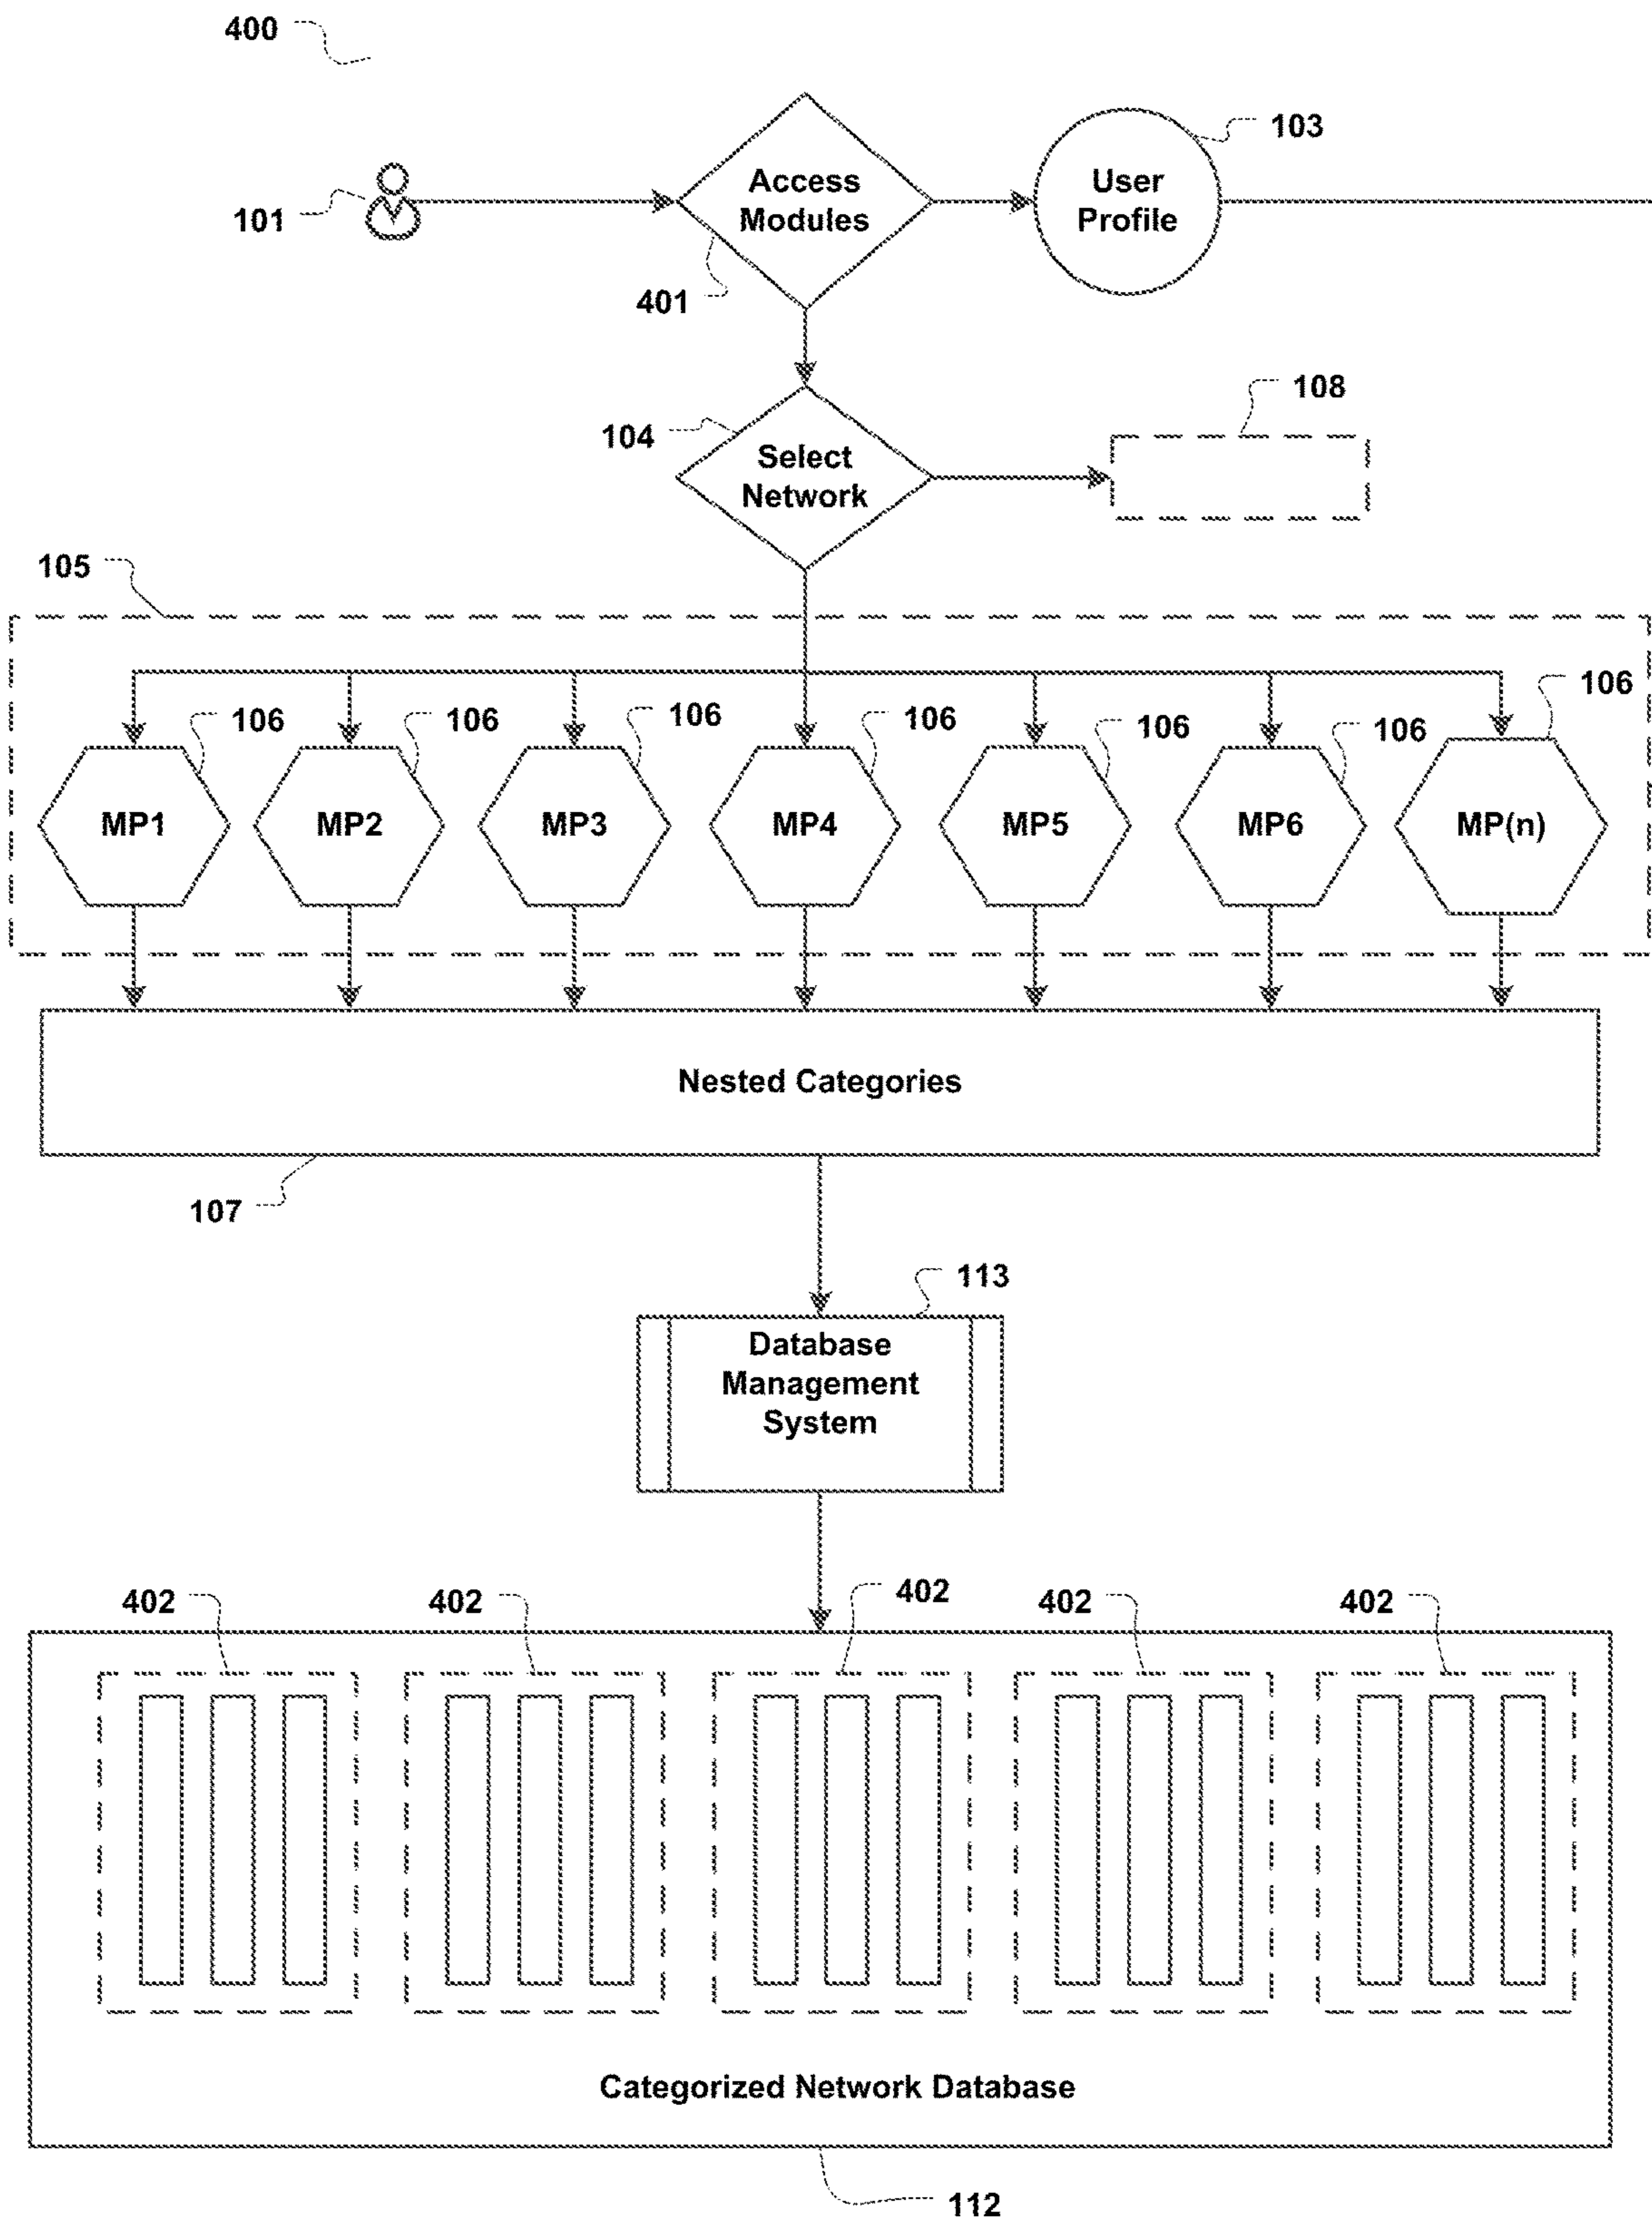 400
103
Access
Modules
User
Profile
101
401
108
104
Select
Network
105
106
106
106
106
106
106
106
MP1
MP2
MP3
MP4
MP5
MP6
MP(n)
Nested Categories
107
113
Database
Management
System
402
402
402
402
402
Categorized Network Database
112